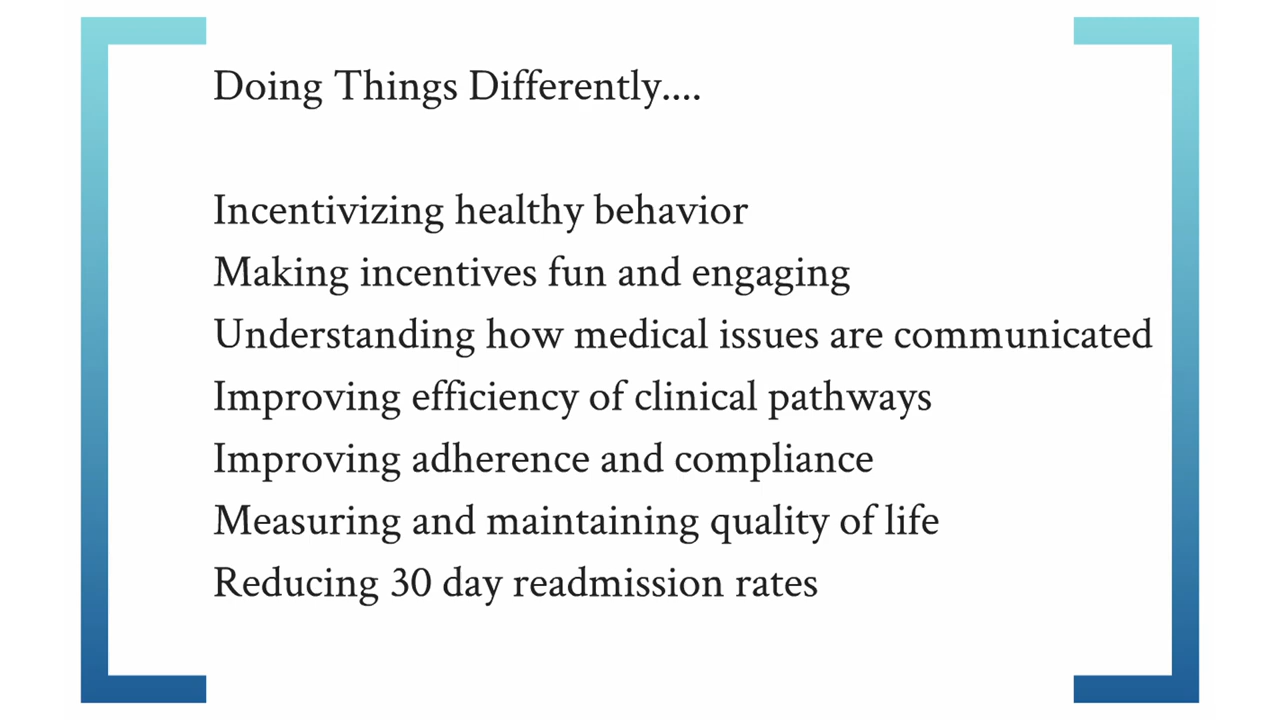 Doing Things Differently....
Incentivizing healthy behavior
Making incentives fun and engaging
Understanding how medical issues are communicated
Improving efficiency of clinical pathways
Improving adherence and compliance
Measuring and maintaining quality of life
Reducing 30 day readmission rates